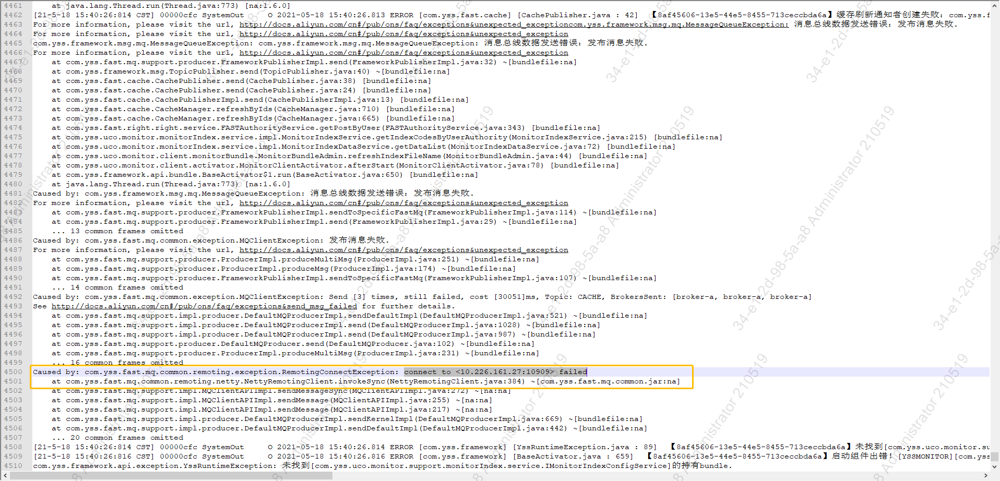 4461 at java.lang.Thread.run(Thread.java:773) [na:1.6.0]
4462 [21-5-18 15:40:26:814 CST] 00000cfc SystemOut O 2021-05-18 15:40:26.813 ERROR [com.yss.fast.cache] [CachePublisher.java : 42] 【8af45606-13e5-44e5-8455-713ceccbda6a】缓存刷新通知者创建失败: com.yss.f
4463 For more information, please visit the url, http://docs.aliyun.com/cn#/pub/ons/faq/exceptions&unexpected_exceptioncom.yss.framework.msg.mq.MessageQueueException: 消息总线数据发送错误: 发布消息失败.
4464 For more information, please visit the url, http://docs.aliyun.com/cn#/pub/ons/faq/exceptions&unexpected_exception
4465 com.yss.framework.msg.mq.MessageQueueException: com.yss.framework.msg.mq.MessageQueueException: 消息总线数据发送错误: 发布消息失败.
4466 For more information, please visit the url, http://docs.aliyun.com/cn#/pub/ons/faq/exceptions&unexpected_exception
4467 at com.yss.fast.mq.support.producer.FrameworkPublisherImpl.send(FrameworkPublisherImpl.java:32) ~[bundlefile:na]
4468 at com.yss.framework.msg.TopicPublisher.send(TopicPublisher.java:40) ~[bundlefile:na]
4469 at com.yss.fast.cache.CachePublisher.send(CachePublisher.java:38) [bundlefile:na]
4470 at com.yss.fast.cache.CachePublisher.send(CachePublisher.java:24) [bundlefile:na]
4471 at com.yss.fast.cache.CachePublisherImpl.send(CachePublisherImpl.java:13) [bundlefile:na]
4472 at com.yss.fast.cache.CacheManager.refreshByIds(CacheManager.java:710) [bundlefile:na]
4473 at com.yss.fast.cache.CacheManager.refreshByIds(CacheManager.java:665) [bundlefile:na]
4474 at com.yss.fast.right.right.service.FASTAuthorityService.getPostByUser(FASTAuthorityService.java:343) [bundlefile:na]
4475 at com.yss.uco.monitor.monitorIndex.service.impl.MonitorIndexService.getIndexCodesByUserAuthority(MonitorIndexService.java:215) [bundlefile:na]
4476 at com.yss.uco.monitor.monitorIndex.service.impl.MonitorIndexDataService.getDataList(MonitorIndexDataService.java:72) [bundlefile:na]
4477 at com.yss.uco.monitor.client.monitorBundle.MonitorBundleAdmin.refreshIndexFileName(MonitorBundleAdmin.java:44) [bundlefile:na]
4478 at com.yss.uco.monitor.client.activator.MonitorClientActivator.afterStart(MonitorClientActivator.java:78) [bundlefile:na]
4479 at com.yss.framework.api.bundle.BaseActivator$1.run(BaseActivator.java:650) [bundlefile:na]
4480 at java.lang.Thread.run(Thread.java:773) [na:1.6.0]
4481 Caused by: com.yss.framework.msg.mq.MessageQueueException: 消息总线数据发送错误: 发布消息失败.
4482 For more information, please visit the url, http://docs.aliyun.com/cn#/pub/ons/faq/exceptions&unexpected_exception
4483 at com.yss.fast.mq.support.producer.FrameworkPublisherImpl.sendToSpecificFastMq(FrameworkPublisherImpl.java:114) ~[bundlefile:na]
4484 at com.yss.fast.mq.support.producer.FrameworkPublisherImpl.send(FrameworkPublisherImpl.java:29) ~[bundlefile:na]
4485 ... 13 common frames omitted
4486 Caused by: com.yss.fast.mq.common.exception.MQClientException: 发布消息失败.
4487 For more information, please visit the url, http://docs.aliyun.com/cn#/pub/ons/faq/exceptions&unexpected_exception
4488 at com.yss.fast.mq.support.producer.ProducerImpl.produceMultiMsg(ProducerImpl.java:251) ~[bundlefile:na]
4489 at com.yss.fast.mq.support.producer.ProducerImpl.produceMsg(ProducerImpl.java:174) ~[bundlefile:na]
4490 at com.yss.fast.mq.support.producer.FrameworkPublisherImpl.sendToSpecificFastMq(FrameworkPublisherImpl.java:107) ~[bundlefile:na]
4491 ... 14 common frames omitted
4492 Caused by: com.yss.fast.mq.common.exception.MQClientException: Send [3] times, still failed, cost [30051]ms, Topic: CACHE, BrokersSent: [broker-a, broker-a, broker-a]
4493 See http://docs.aliyun.com/cn#/pub/ons/faq/exceptions&send_msg_failed for further details.
4494 at com.yss.fast.mq.support.impl.producer.DefaultMQProducerImpl.sendDefaultImpl(DefaultMQProducerImpl.java:521) ~[bundlefile:na]
4495 at com.yss.fast.mq.support.impl.producer.DefaultMQProducerImpl.send(DefaultMQProducerImpl.java:1028) ~[bundlefile:na]
4496 at com.yss.fast.mq.support.impl.producer.DefaultMQProducerImpl.send(DefaultMQProducerImpl.java:987) ~[bundlefile:na]
4497 at com.yss.fast.mq.support.producer.DefaultMQProducer.send(DefaultMQProducer.java:102) ~[bundlefile:na]
4498 at com.yss.fast.mq.support.producer.ProducerImpl.produceMultiMsg(ProducerImpl.java:231) ~[bundlefile:na]
4499 ... 16 common frames omitted
4500 Caused by: com.yss.fast.mq.common.remoting.exception.RemotingConnectException: connect to <10.226.161.27:10909> failed
4501 at com.yss.fast.mq.common.remoting.netty.NettyRemotingClient.invokeSync(NettyRemotingClient.java:384) ~[com.yss.fast.mq.common.jar:na]
4502 at com.yss.fast.mq.support.impl.MQClientAPIImpl.sendMessageSync(MQClientAPIImpl.java:272) ~[na:na]
4503 at com.yss.fast.mq.support.impl.MQClientAPIImpl.sendMessage(MQClientAPIImpl.java:255) ~[na:na]
4504 at com.yss.fast.mq.support.impl.MQClientAPIImpl.sendMessage(MQClientAPIImpl.java:217) ~[na:na]
4505 at com.yss.fast.mq.support.impl.producer.DefaultMQProducerImpl.sendKernelImpl(DefaultMQProducerImpl.java:669) ~[bundlefile:na]
4506 at com.yss.fast.mq.support.impl.producer.DefaultMQProducerImpl.sendDefaultImpl(DefaultMQProducerImpl.java:442) ~[bundlefile:na]
4507 ... 20 common frames omitted
4508 [21-5-18 15:40:26:814 CST] 00000cfc SystemOut O 2021-05-18 15:40:26.814 ERROR [com.yss.framework] [YssRuntimeException.java : 89] 【8af45606-13e5-44e5-8455-713ceccbda6a】未找到[com.yss.uco.monitor.su
4509 [21-5-18 15:40:26:816 CST] 00000cfc SystemOut O 2021-05-18 15:40:26.816 ERROR [com.yss.framework] [BaseActivator.java : 659] 【8af45606-13e5-44e5-8455-713ceccbda6a】启动组件出错! [YSSMONITOR][com.yss
4510 com.yss.framework.api.exception.YssRuntimeException: 未找到[com.yss.uco.monitor.support.monitorIndex.service.IMonitorIndexConfigService]的持有bundle.
34-e1-2d-98-5a-a8 Administrator 210519